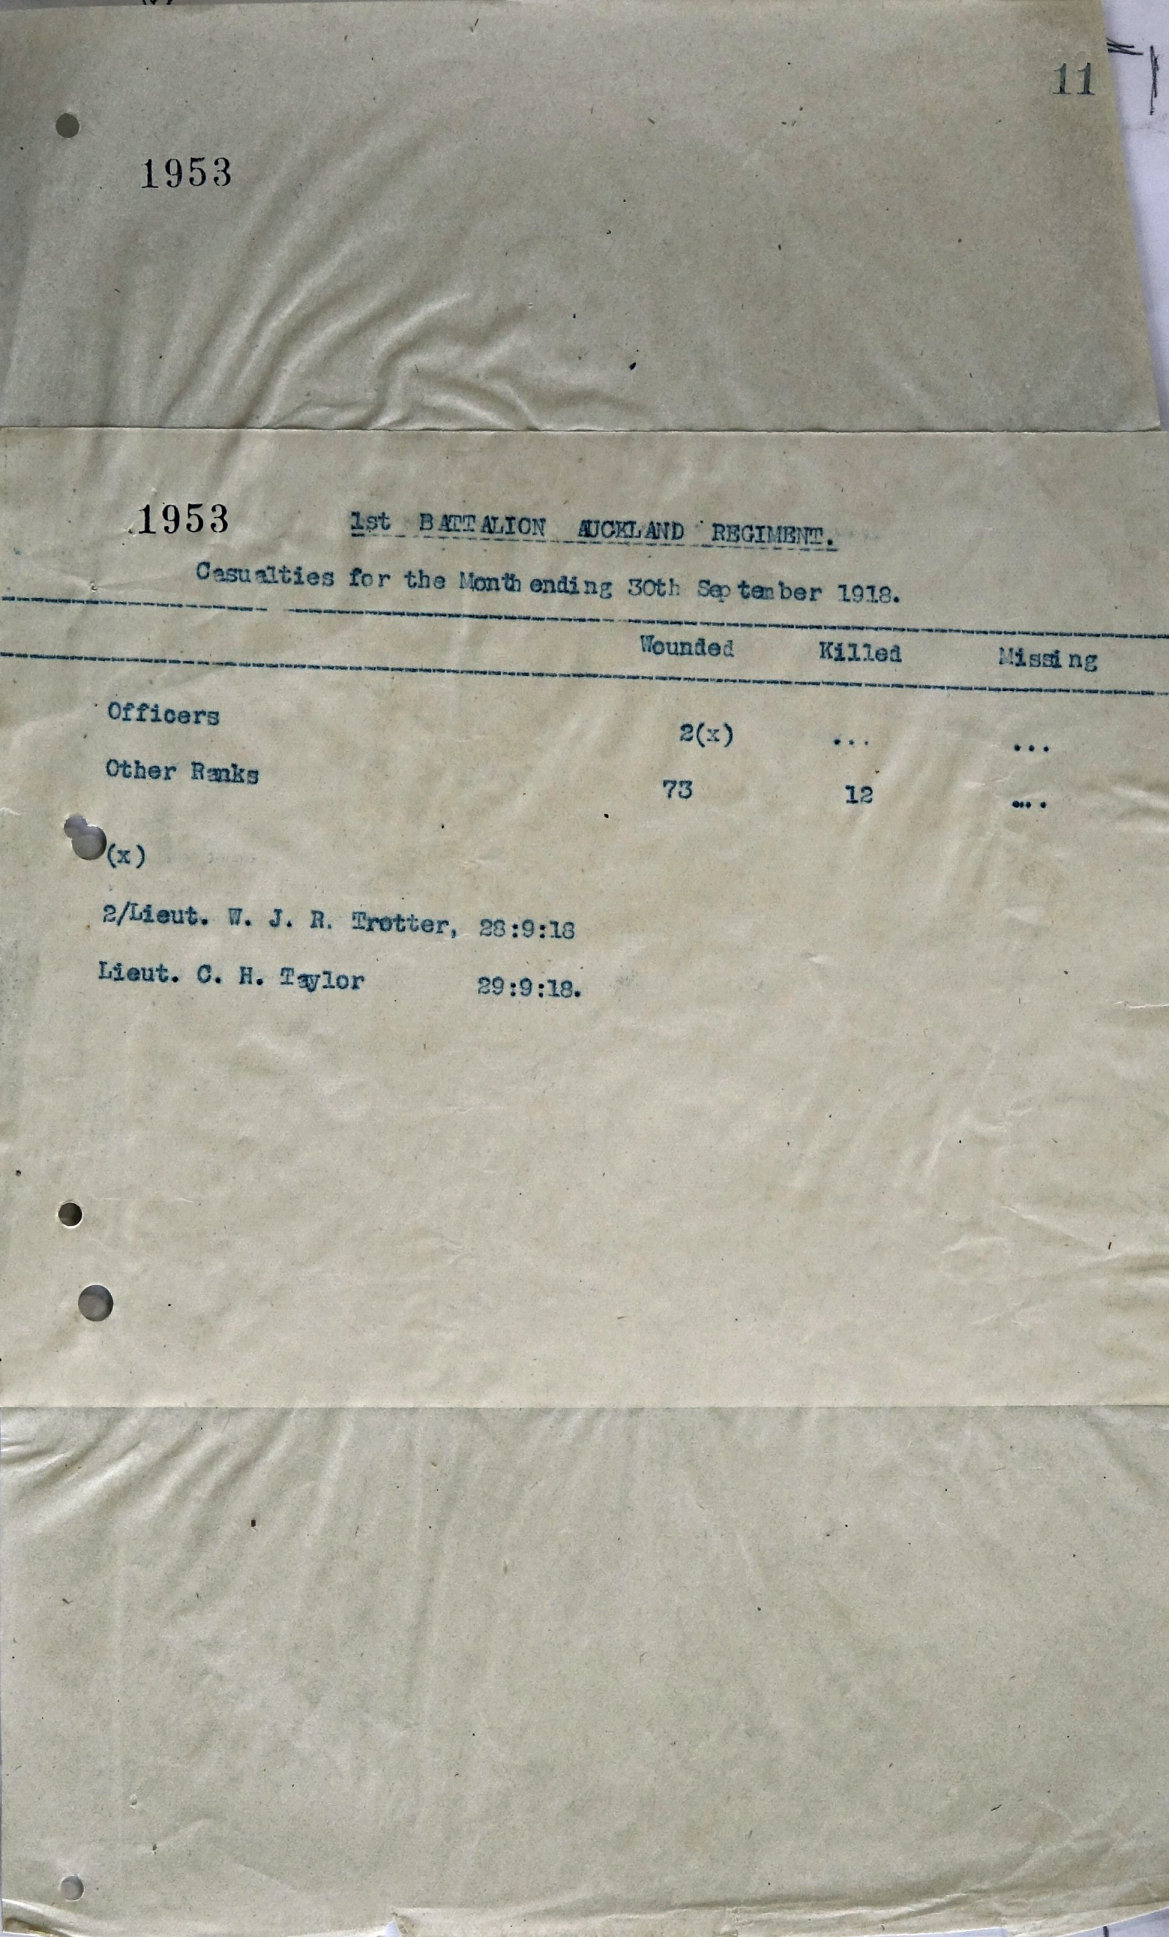 11
1953
1953 1st BATTALION AUCKLAND REGIMENT.
Casualties for the Month ending 30th September 1918.
Wounded Killed Missing
Officers 2(x) ... ...
Other Ranks 73 12 ....
(x)
2/Lieut. W. J. R. Trotter, 28:9:18
Lieut. C. H. Taylor 29:9:18.